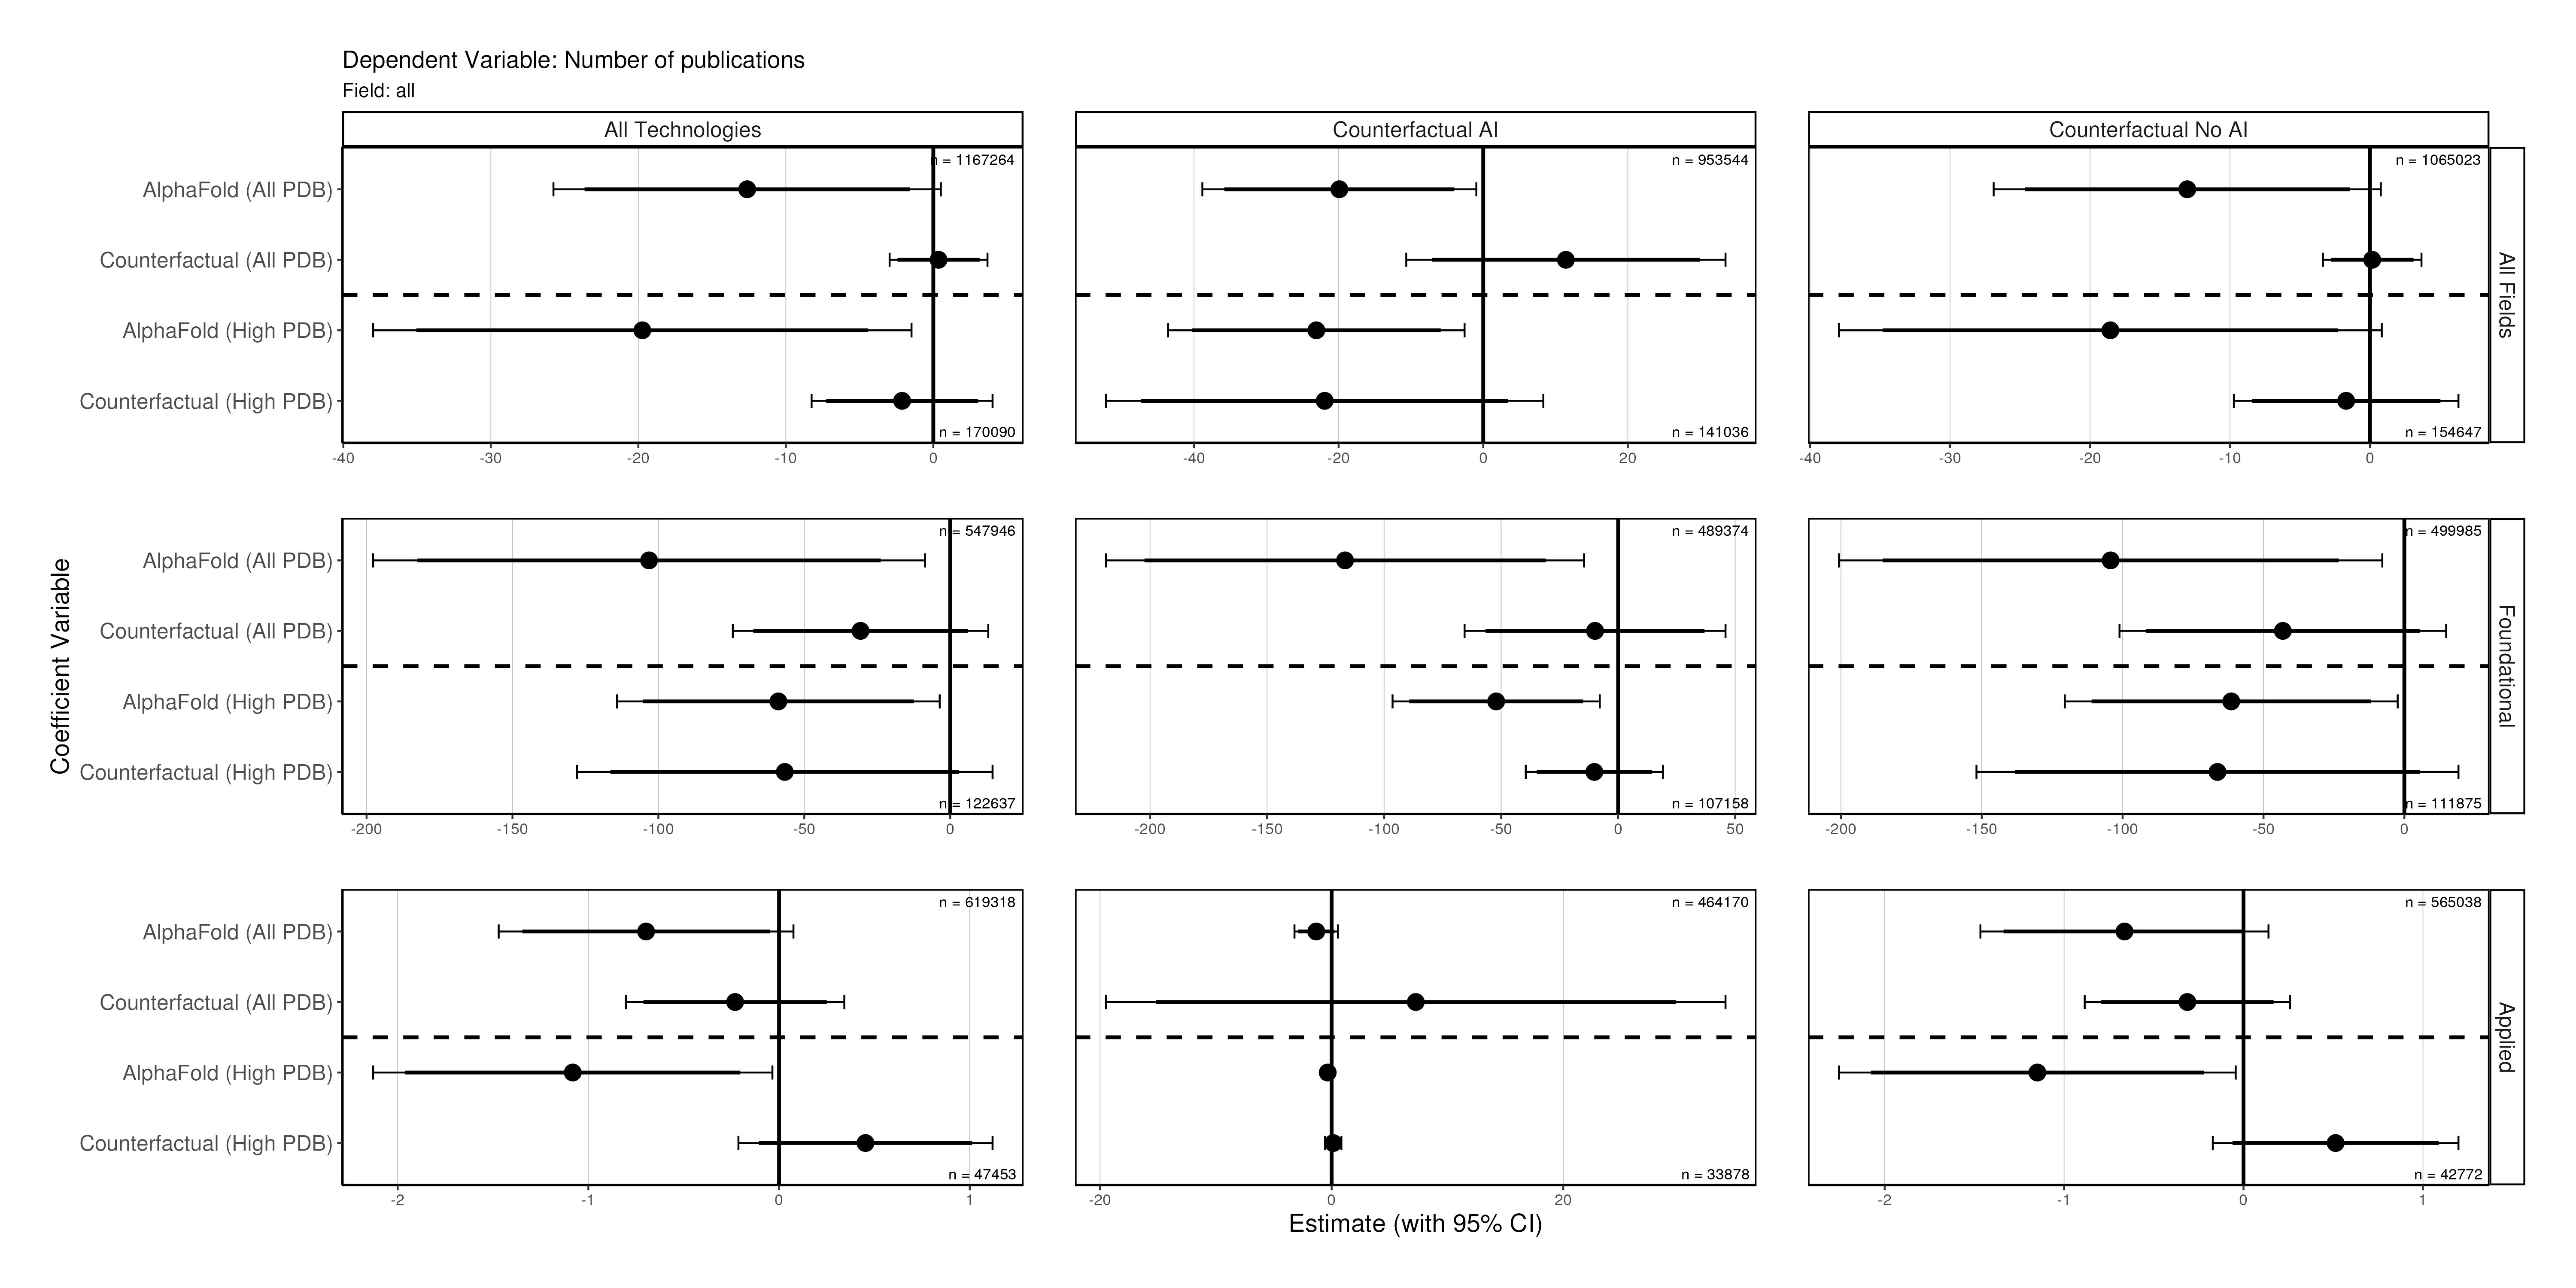 Dependent Variable: Number of publications
Field: all
All Technologies
Counterfactual AI
Counterfactual No AI
AlphaFold (All PDB)
Counterfactual (All PDB)
AlphaFold (High PDB)
Counterfactual (High PDB)
n = 1167264
n = 170090
-40 -30 -20 -10 0
n = 953544
n = 141036
-40 -20 0 20
n = 1065023
n = 154647
-40 -30 -20 -10 0
All Fields
Coefficient Variable
AlphaFold (All PDB)
Counterfactual (All PDB)
AlphaFold (High PDB)
Counterfactual (High PDB)
n = 547946
n = 122637
-200 -150 -100 -50 0
n = 489374
n = 107158
-200 -150 -100 -50 0 50
n = 499985
n = 111875
-200 -150 -100 -50 0
Foundational
AlphaFold (All PDB)
Counterfactual (All PDB)
AlphaFold (High PDB)
Counterfactual (High PDB)
n = 619318
n = 47453
-2 -1 0 1
n = 464170
n = 33878
-20 0 20
n = 565038
n = 42772
-2 -1 0 1
Applied
Estimate (with 95% CI)